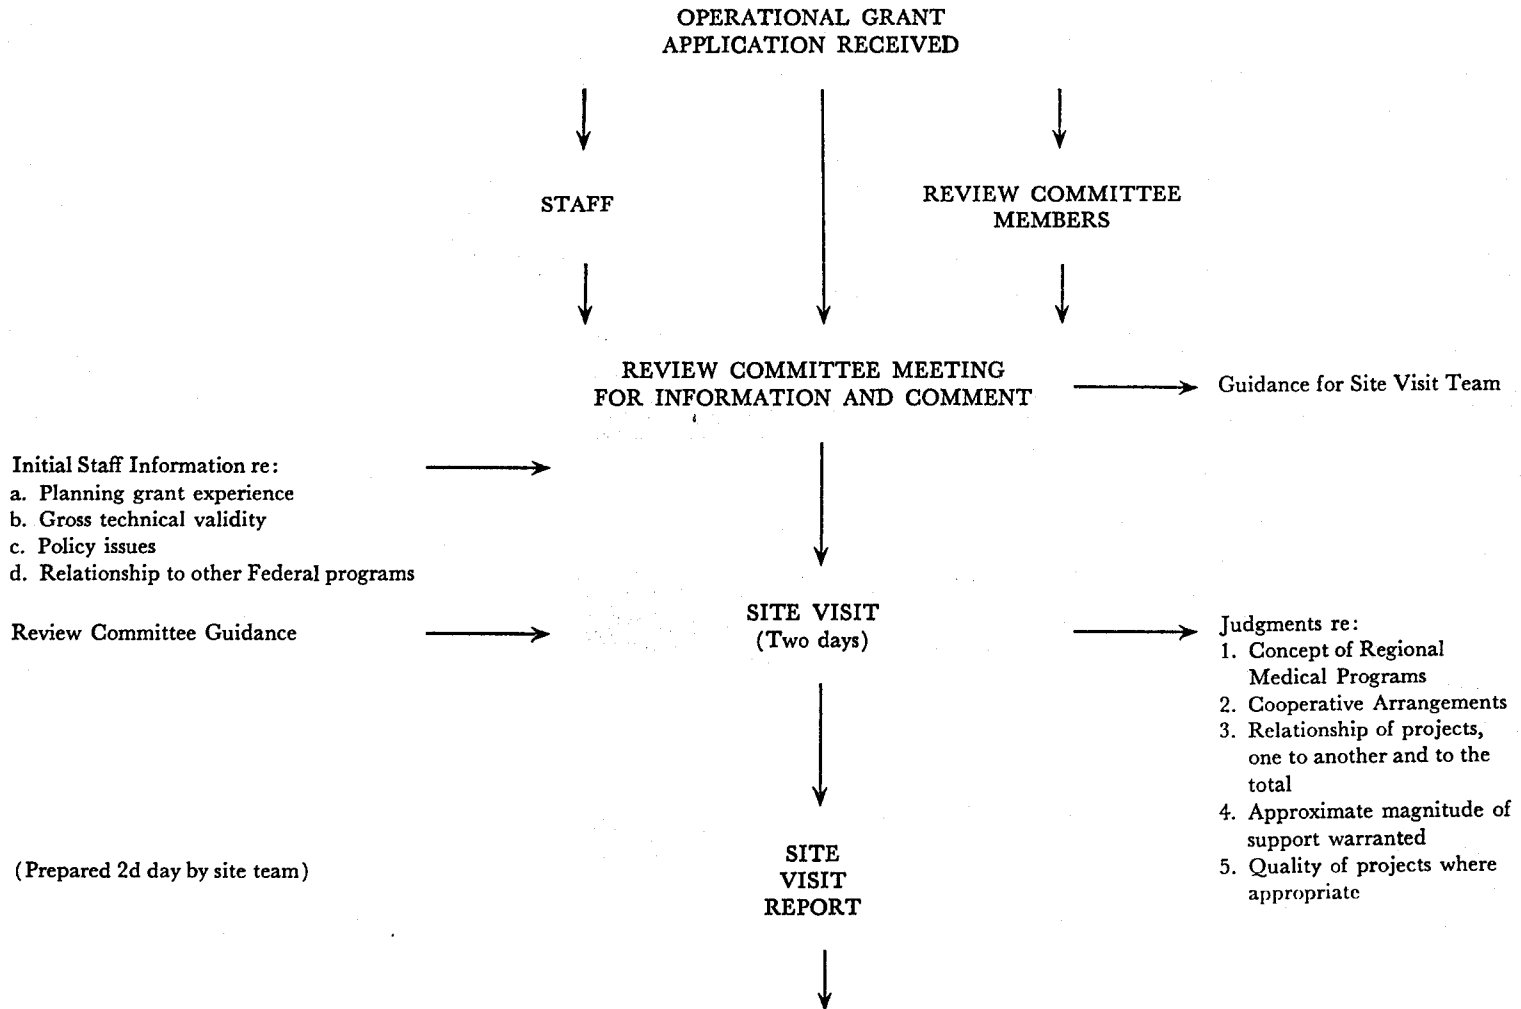 OPERATIONAL GRANT
APPLICATION RECEIVED
STAFF
REVIEW COMMITTEE
MEMBERS
REVIEW COMMITTEE MEETING
FOR INFORMATION AND COMMENT
Guidance for Site Visit Team
Initial Staff Information re:
a. Planning grant experience
b. Gross technical validity
c. Policy issues
d. Relationship to other Federal programs
Review Committee Guidance
SITE VISIT
(Two days)
Judgments re:
1. Concept of Regional
Medical Programs
2. Cooperative Arrangements
3. Relationship of projects,
one to another and to the
total
4. Approximate magnitude of
support warranted
5. Quality of projects where
appropriate
(Prepared 2d day by site team)
SITE
VISIT
REPORT